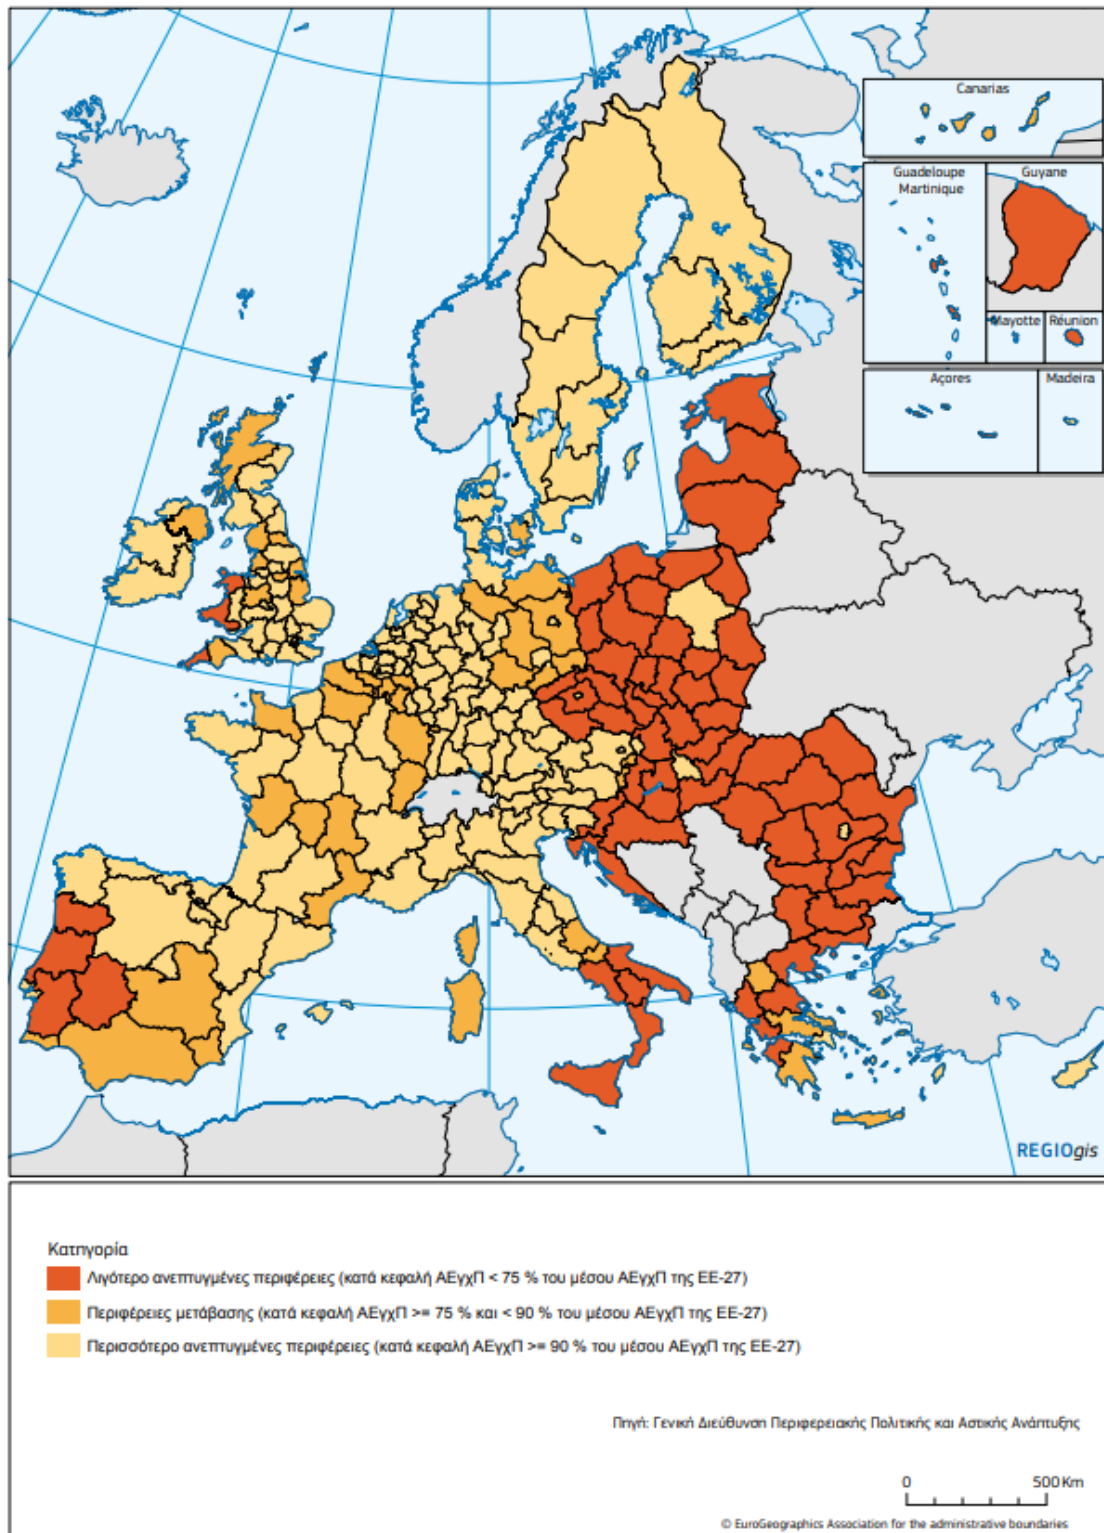 Canarias
Guadeloupe
Martinique
Guyane
Mayotte
Réunion
Açores
Madeira
REGIOgis
Κατηγορία
Λιγότερο ανεπτυγμένες περιφέρειες (κατά κεφαλή ΑΕγχΠ < 75 % του μέσου ΑΕγχΠ της ΕΕ-27)
Περιφέρειες μετάβασης (κατά κεφαλή ΑΕγχΠ >= 75 % και < 90 % του μέσου ΑΕγχΠ της ΕΕ-27)
Περισσότερο ανεπτυγμένες περιφέρειες (κατά κεφαλή ΑΕγχΠ >= 90 % του μέσου ΑΕγχΠ της ΕΕ-27)
Πηγή: Γενική Διεύθυνση Περιφερειακής Πολιτικής και Αστικής Ανάπτυξης
0 500 Km
© EuroGeographics Association for the administrative boundaries